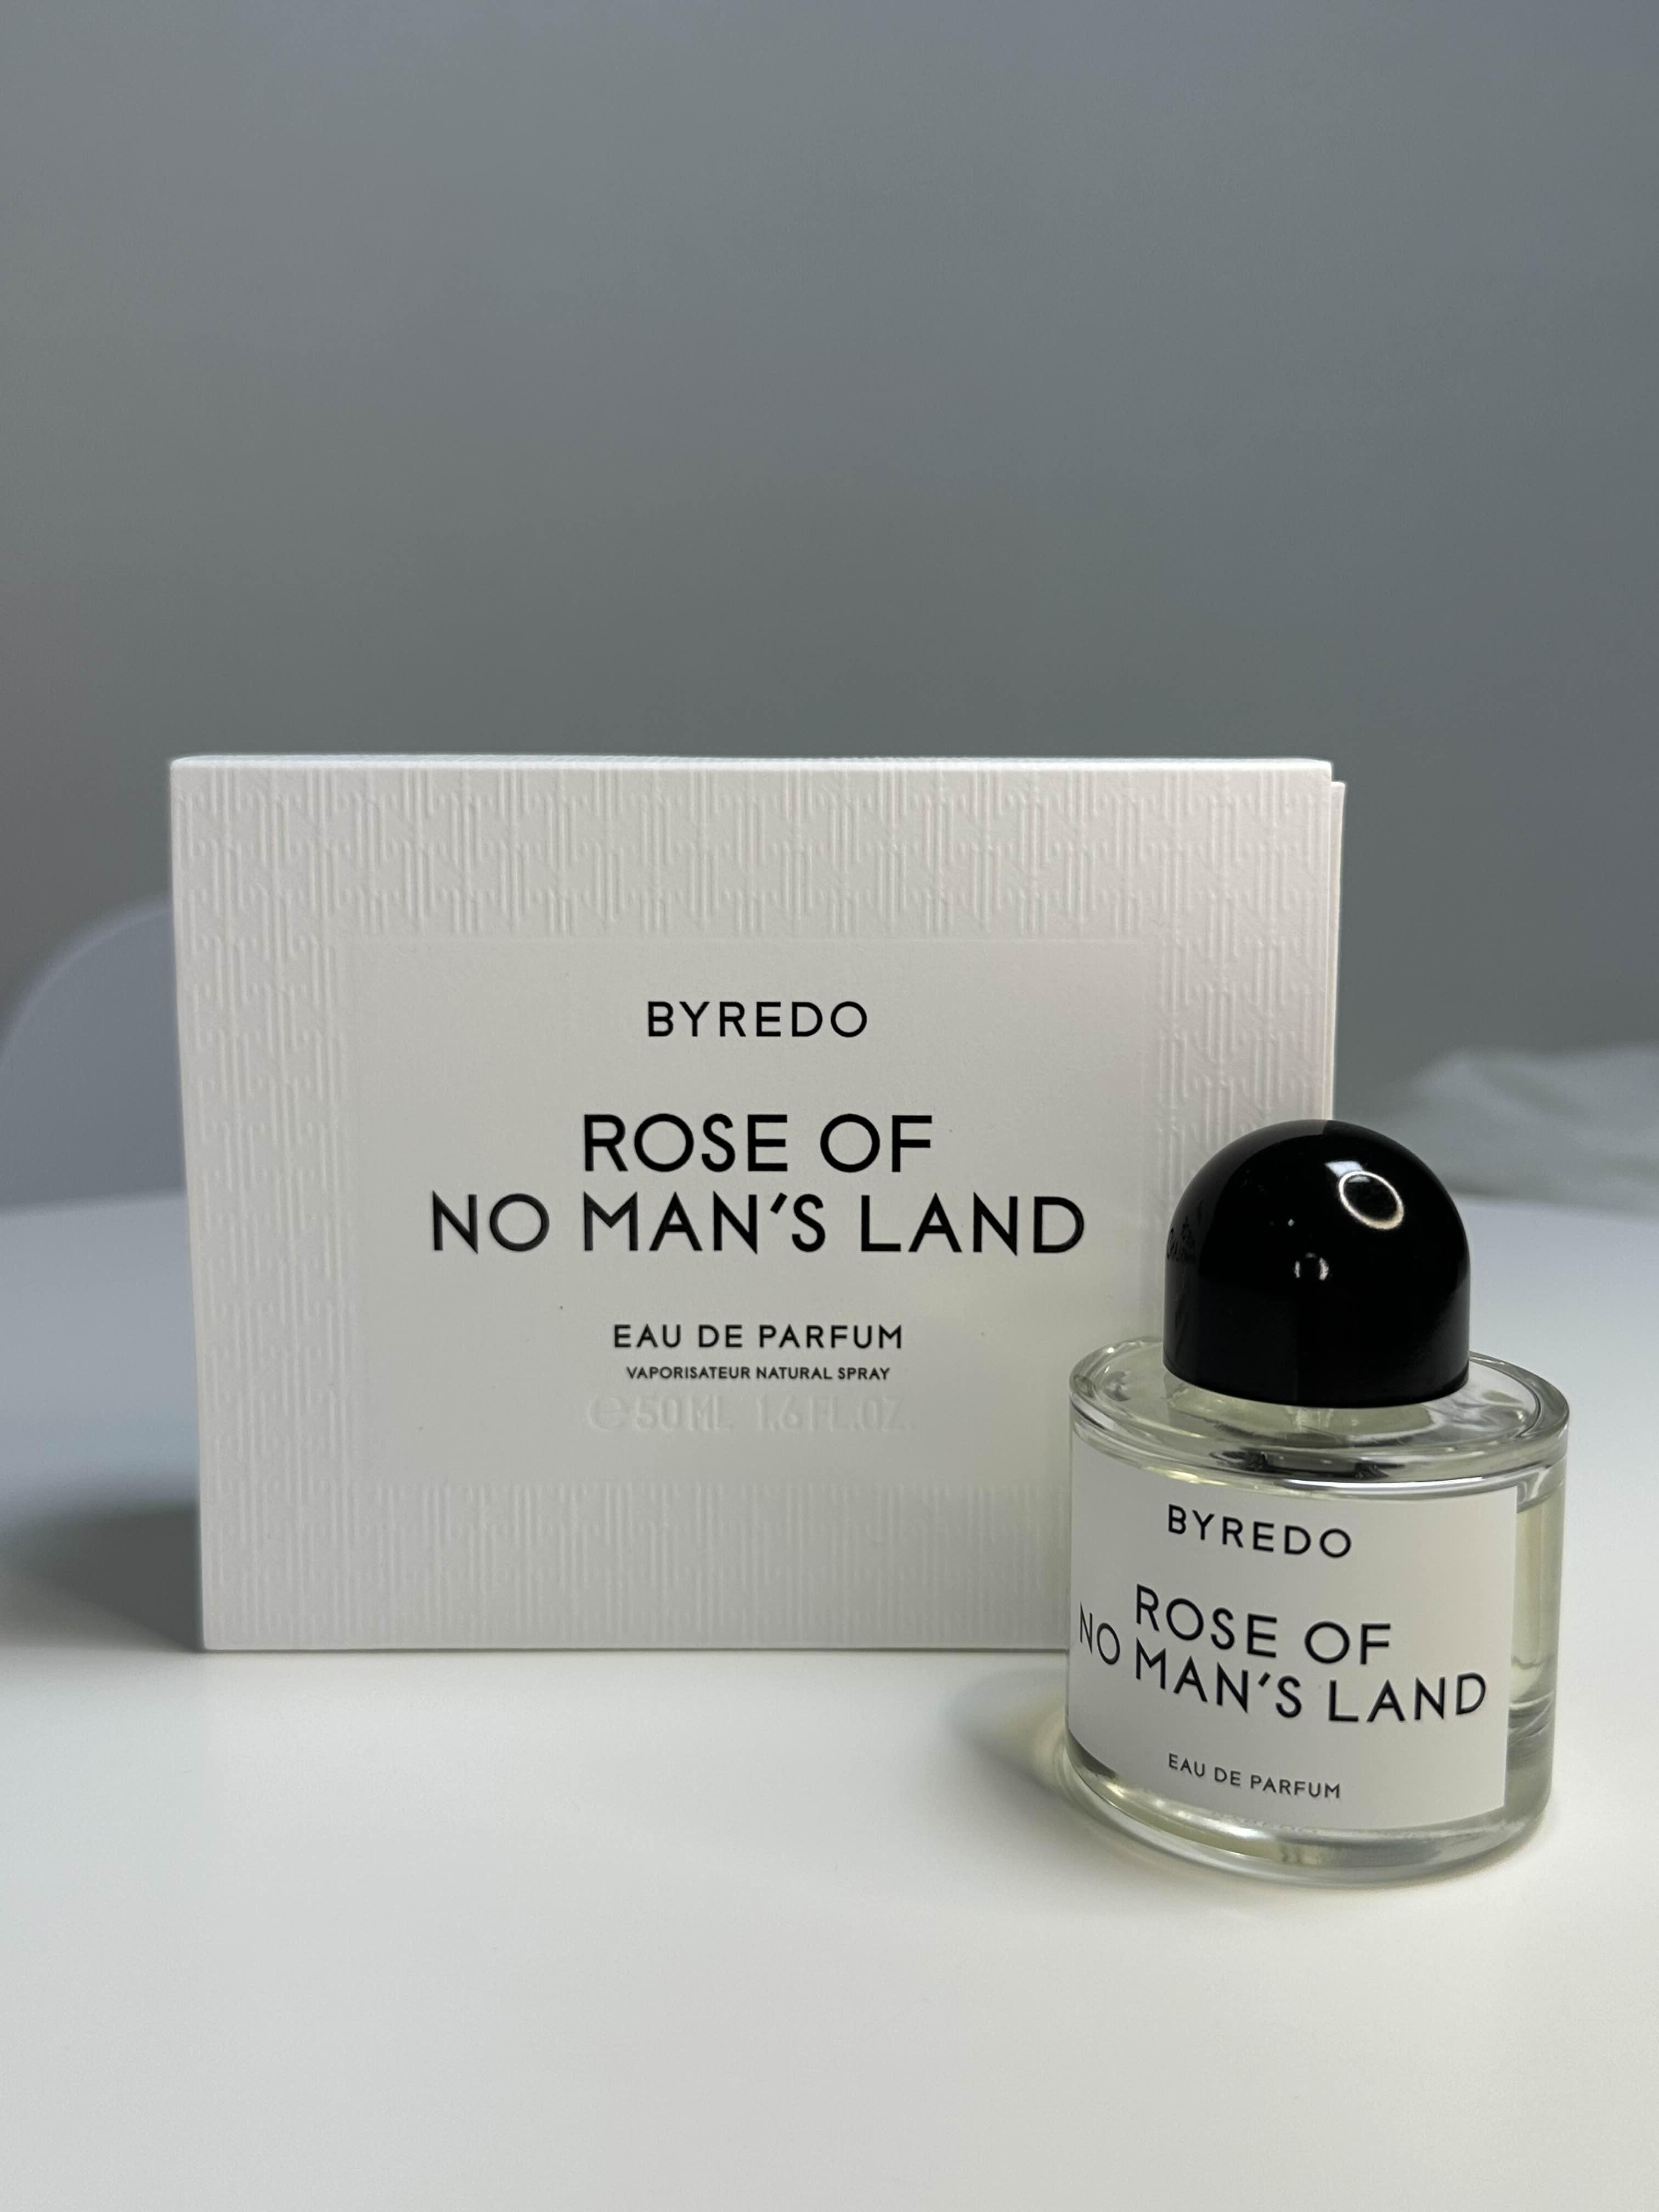 BYREDO
ROSE OF
NO MAN'S LAND
EAU DE PARFUM
VAPORISATEUR NATURAL SPRAY
℮50 ML 1.6 FL.OZ.
BYREDO
ROSE OF
NO MAN'S LAND
EAU DE PARFUM